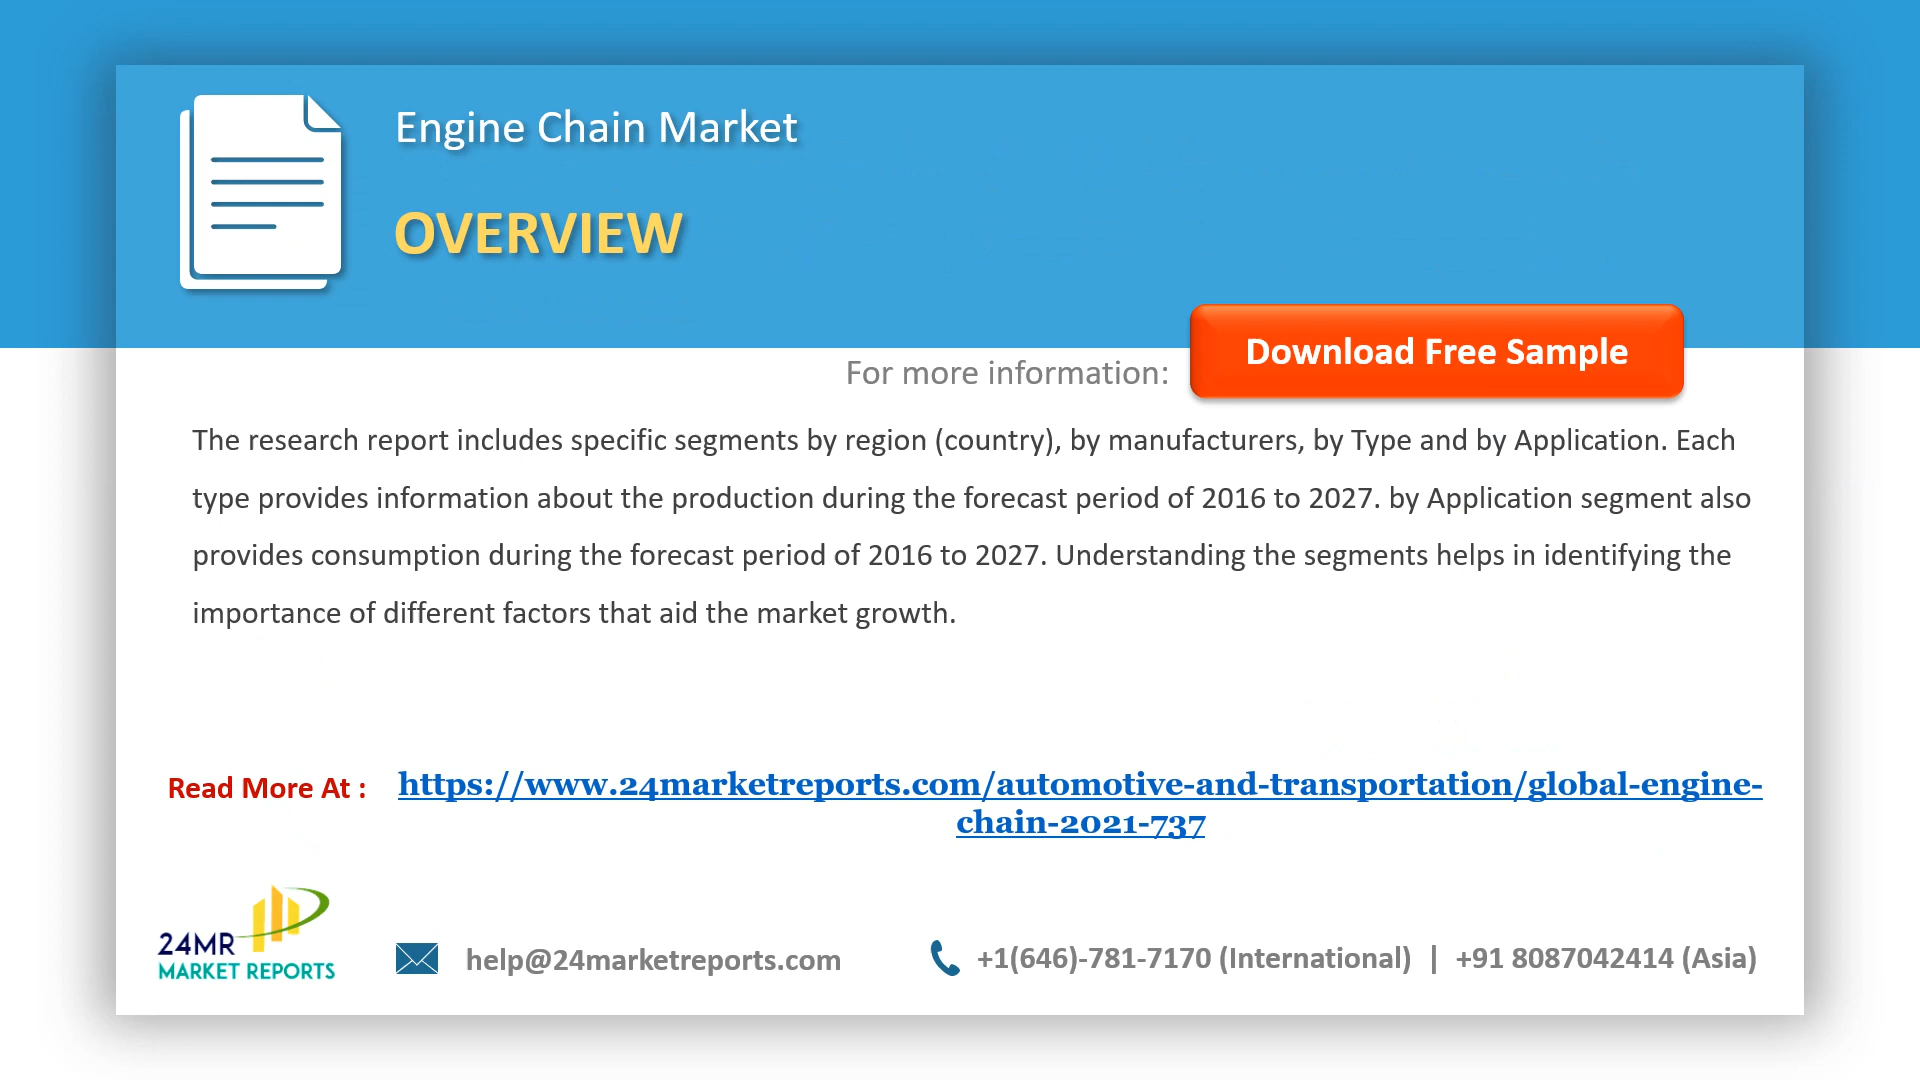 Engine Chain Market
OVERVIEW
Download Free Sample
For more information:
The research report includes specific segments by region (country), by manufacturers, by Type and by Application. Each
type provides information about the production during the forecast period of 2016 to 2027. by Application segment also
provides consumption during the forecast period of 2016 to 2027. Understanding the segments helps in identifying the
importance of different factors that aid the market growth.
Read More At :
https://www.24marketreports.com/automotive-and-transportation/global-engine-
chain-2021-737
24MR
MARKET REPORTS
help@24marketreports.com
+1(646)-781-7170 (International) | +91 8087042414 (Asia)